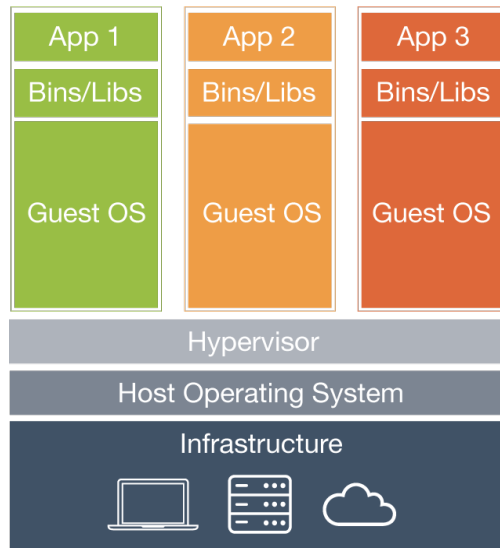 App 1
App 2
App 3
Bins/Libs
Bins/Libs
Bins/Libs
Guest OS
Guest OS
Guest OS
Hypervisor
Host Operating System
Infrastructure